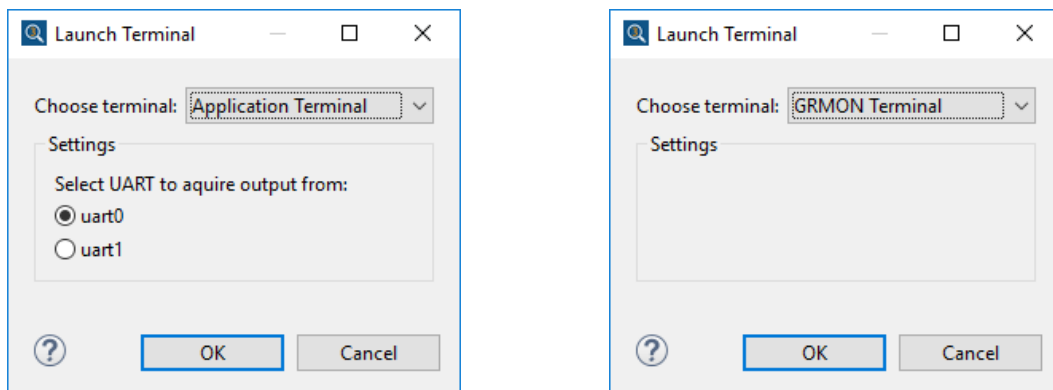 Launch Terminal
Choose terminal: Application Terminal
Settings
Select UART to aquire output from:
uart0
uart1
? OK Cancel
Launch Terminal
Choose terminal: GRMON Terminal
Settings
? OK Cancel